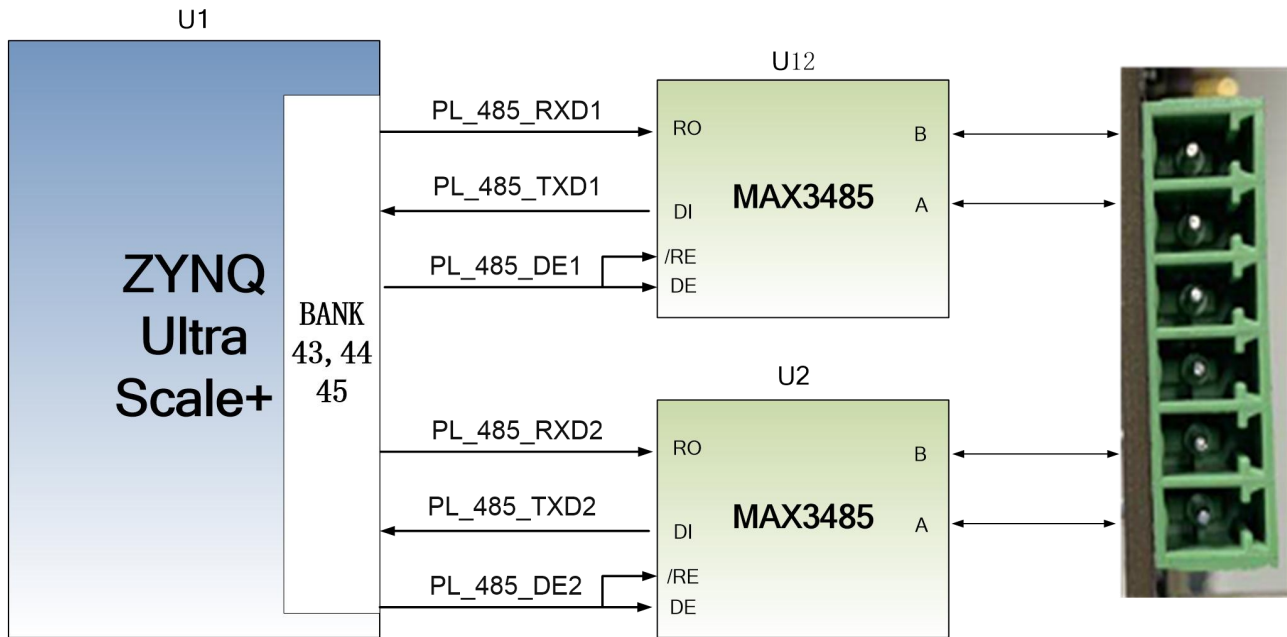 U1
ZYNQ
Ultra
Scale+
BANK
43, 44
45
PL_485_RXD1
PL_485_TXD1
PL_485_DE1
PL_485_RXD2
PL_485_TXD2
PL_485_DE2
U12
RO
DI
/RE
DE
MAX3485
B
A
U2
RO
DI
/RE
DE
MAX3485
B
A